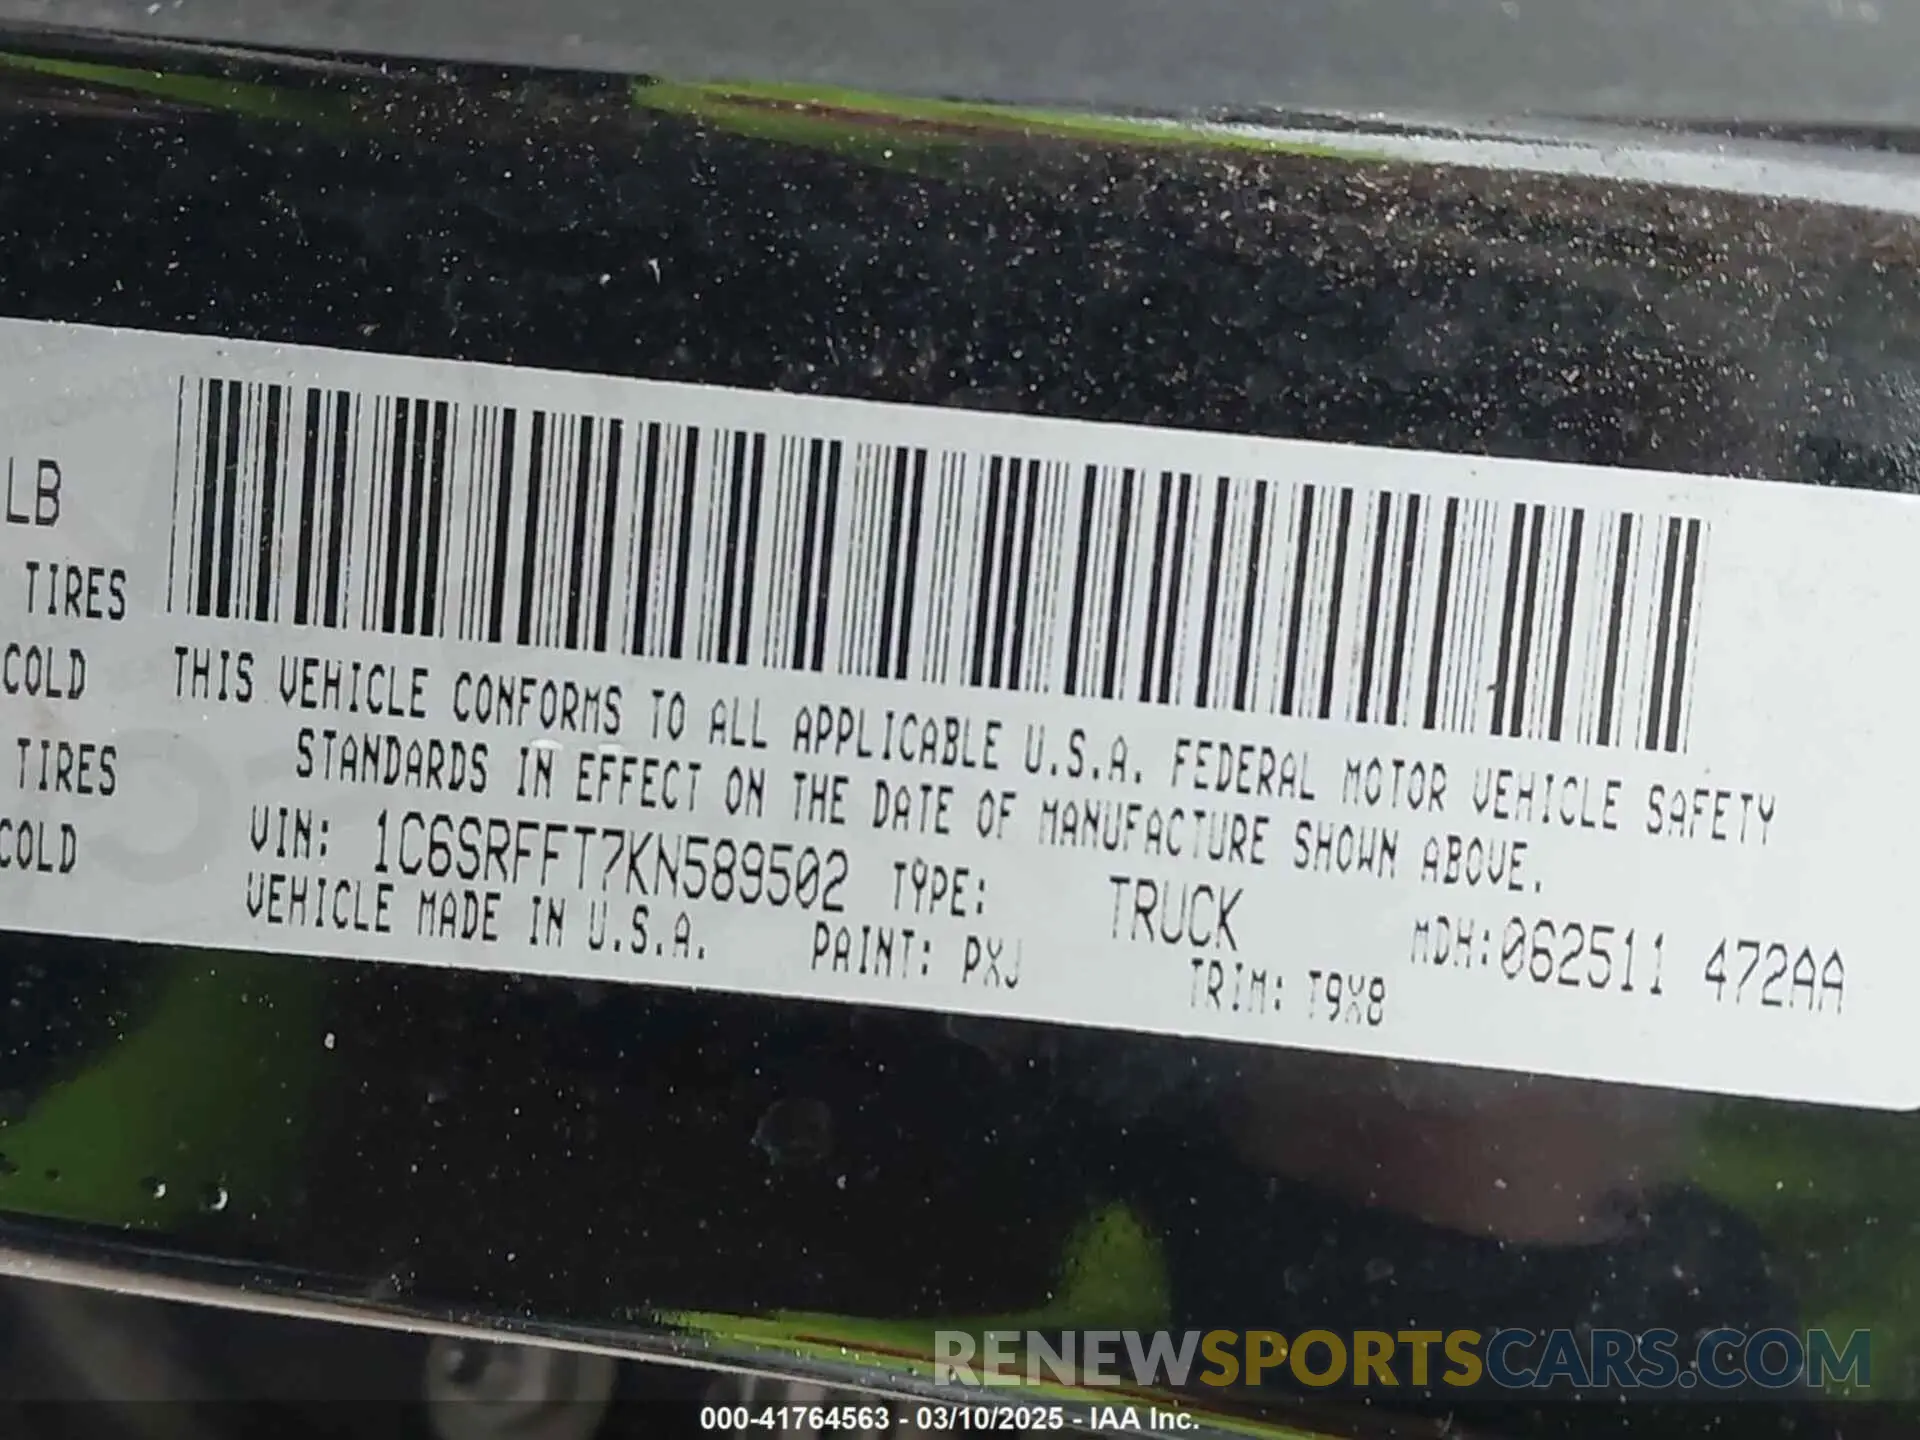 LB
TIRES
COLD
TIRES
COLD
THIS VEHICLE CONFORMS TO ALL APPLICABLE U.S.A. FEDERAL MOTOR VEHICLE SAFETY
STANDARDS IN EFFECT ON THE DATE OF MANUFACTURE SHOWN ABOVE.
VIN: 1C6SRFFT7KN589502 TYPE: TRUCK MDH:062511 472AA
VEHICLE MADE IN U.S.A. PAINT: PXJ TRIM: T9X8
RENEWSPORTSCARS.COM
000-41764563 - 03/10/2025 - IAA Inc.